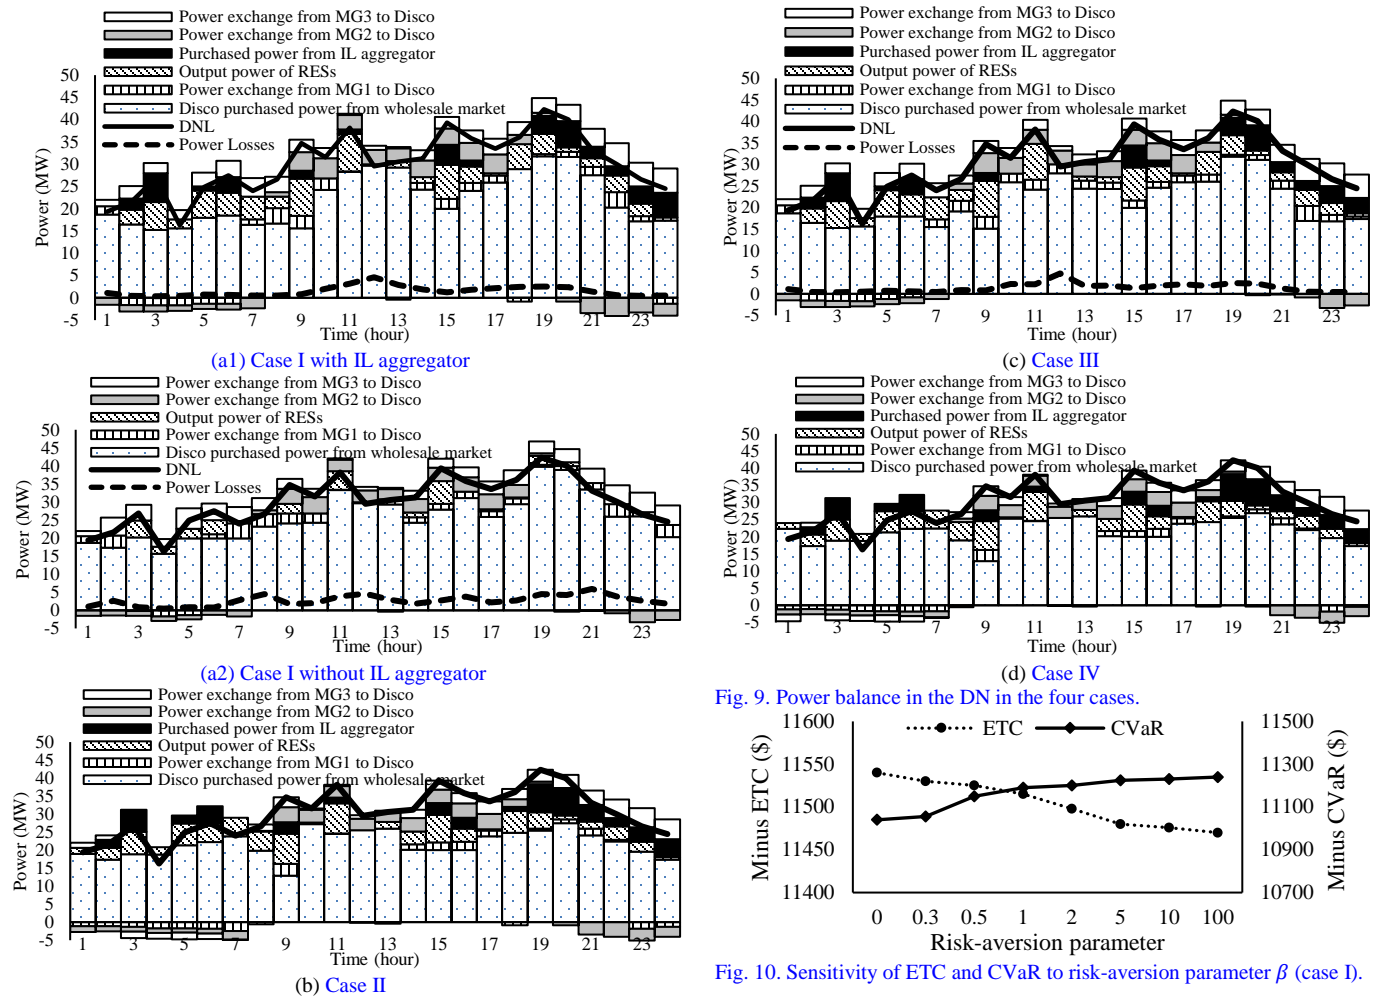 Power exchange from MG3 to Disco
Power exchange from MG2 to Disco
Purchased power from IL aggregator
Output power of RESs
Power exchange from MG1 to Disco
Disco purchased power from wholesale market
DNL
Power Losses
Power (MW)
50
45
40
35
30
25
20
15
10
5
0
-5
1 3 5 7 9 11 13 15 17 19 21 23
Time (hour)
(a1) Case I with IL aggregator
Power exchange from MG3 to Disco
Power exchange from MG2 to Disco
Output power of RESs
Power exchange from MG1 to Disco
Disco purchased power from wholesale market
DNL
Power Losses
Power (MW)
50
45
40
35
30
25
20
15
10
5
0
-5
1 3 5 7 9 11 13 15 17 19 21 23
Time (hour)
(a2) Case I without IL aggregator
Power exchange from MG3 to Disco
Power exchange from MG2 to Disco
Purchased power from IL aggregator
Output power of RESs
Power exchange from MG1 to Disco
Disco purchased power from wholesale market
Power (MW)
50
45
40
35
30
25
20
15
10
5
0
-5
1 3 5 7 9 11 13 15 17 19 21 23
Time (hour)
(b) Case II
Power exchange from MG3 to Disco
Power exchange from MG2 to Disco
Purchased power from IL aggregator
Output power of RESs
Power exchange from MG1 to Disco
Disco purchased power from wholesale market
DNL
Power Losses
Power (MW)
50
45
40
35
30
25
20
15
10
5
0
-5
1 3 5 7 9 11 13 15 17 19 21 23
Time (hour)
(c) Case III
Power exchange from MG3 to Disco
Power exchange from MG2 to Disco
Purchased power from IL aggregator
Output power of RESs
Power exchange from MG1 to Disco
Disco purchased power from wholesale market
Power (MW)
50
45
40
35
30
25
20
15
10
5
0
-5
1 3 5 7 9 11 13 15 17 19 21 23
Time (hour)
(d) Case IV
Fig. 9. Power balance in the DN in the four cases.
ETC CVaR
Minus ETC ($)
11600
11550
11500
11450
11400
11500
11300
11100
10900
10700
Minus CVaR ($)
0 0.3 0.5 1 2 5 10 100
Risk-aversion parameter
Fig. 10. Sensitivity of ETC and CVaR to risk-aversion parameter β (case I).